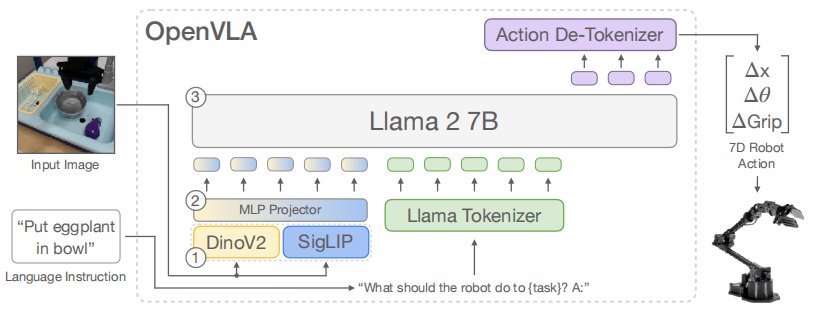 OpenVLA
Action De-Tokenizer
Δx
Δθ
ΔGrip
7D Robot
Action
3
Llama 2 7B
Input Image
2
MLP Projector
Llama Tokenizer
“Put eggplant
in bowl”
Language Instruction
1
DinoV2
SigLIP
“What should the robot do to {task}? A:”